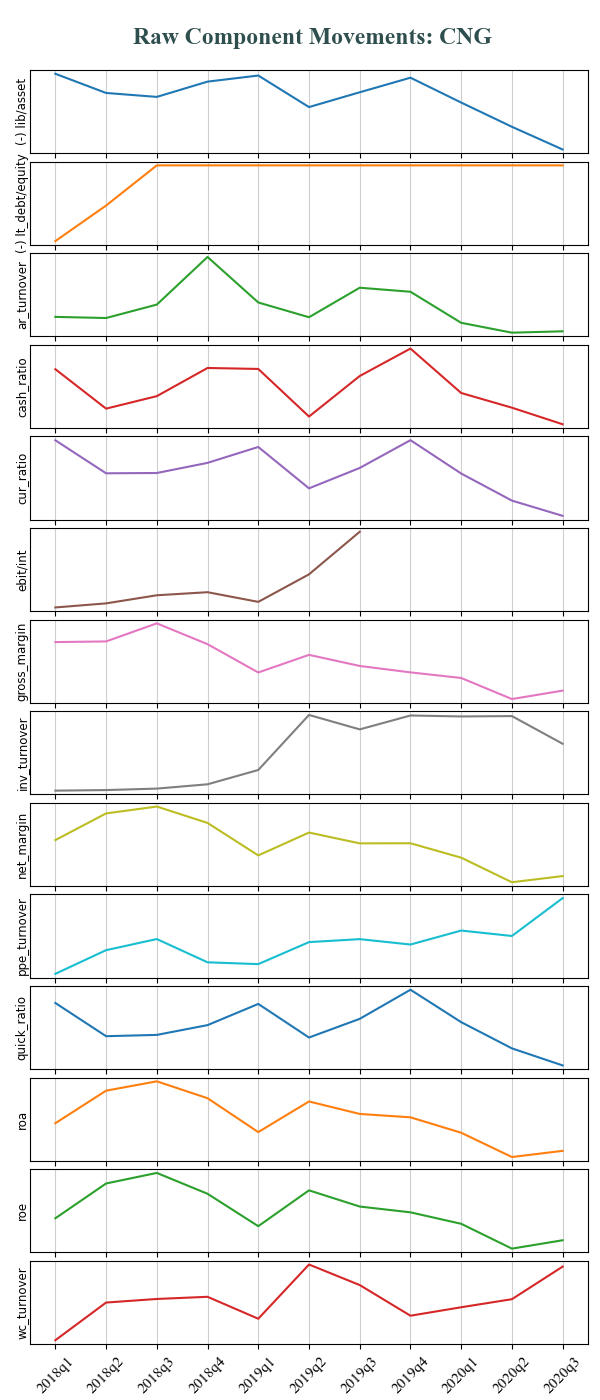 Raw Component Movements: CNG
(-) lib/asset
(-) lt_debt/equity
ar_turnover
cash_ratio
cur_ratio
ebit/int
gross_margin
inv_turnover
net_margin
ppe_turnover
quick_ratio
roa
roe
wc_turnover
2018q1 2018q2 2018q3 2018q4 2019q1 2019q2 2019q3 2019q4 2020q1 2020q2 2020q3